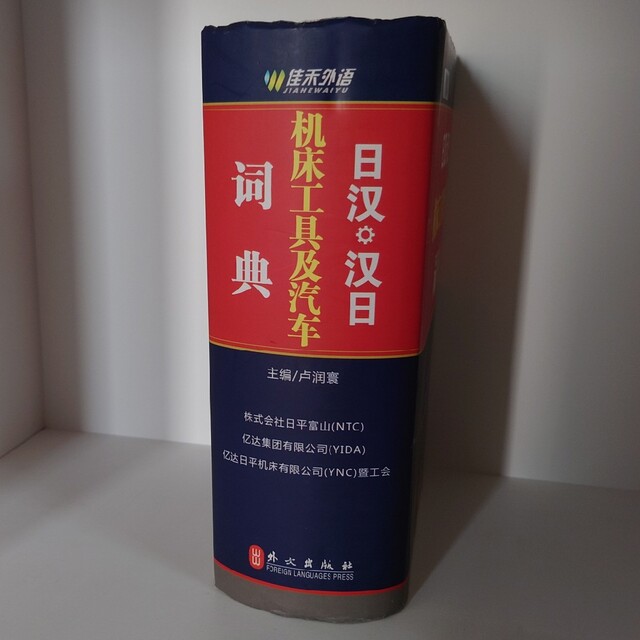 佳禾外语
JIAHEWAIYU
日汉汉日
机床工具及汽车
词典
主编/卢润寰
株式会社日平富山(NTC)
亿达集团有限公司(YIDA)
亿达日平机床有限公司(YNC)暨工会
外文出版社
FOREIGN LANGUAGES PRESS